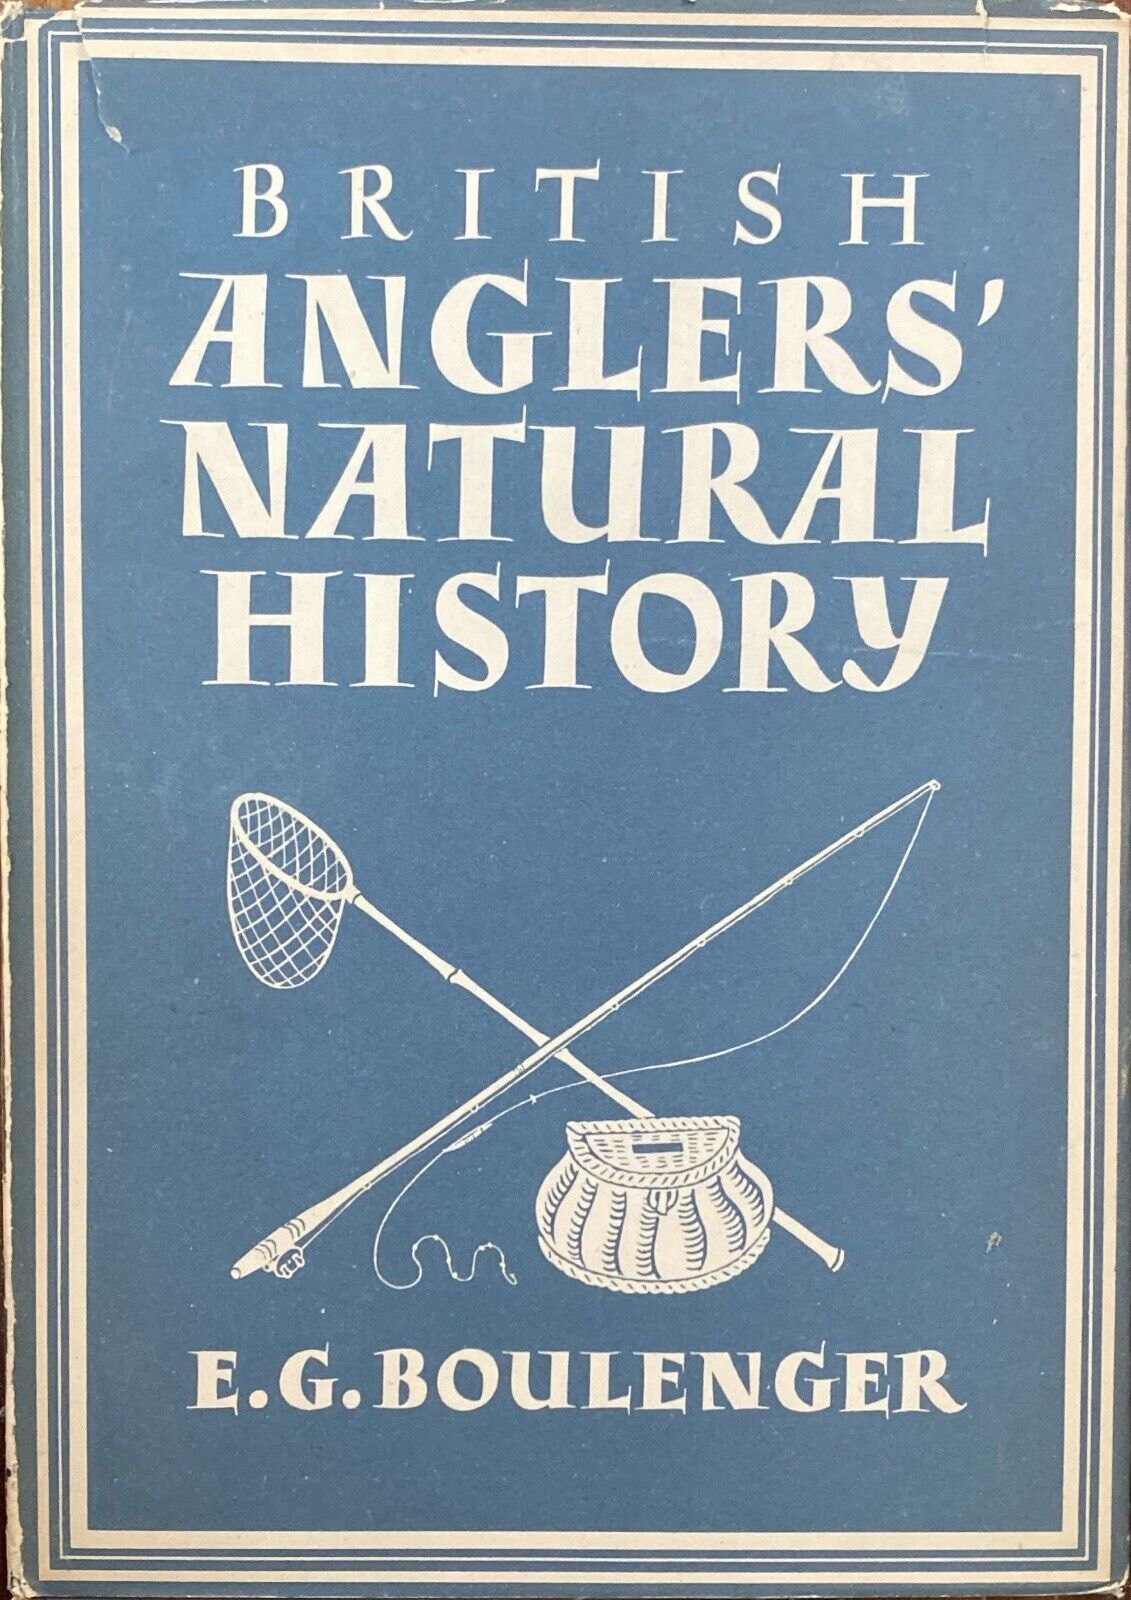 BRITISH
ANGLERS'
NATURAL
HISTORY
E.G. BOULENGER